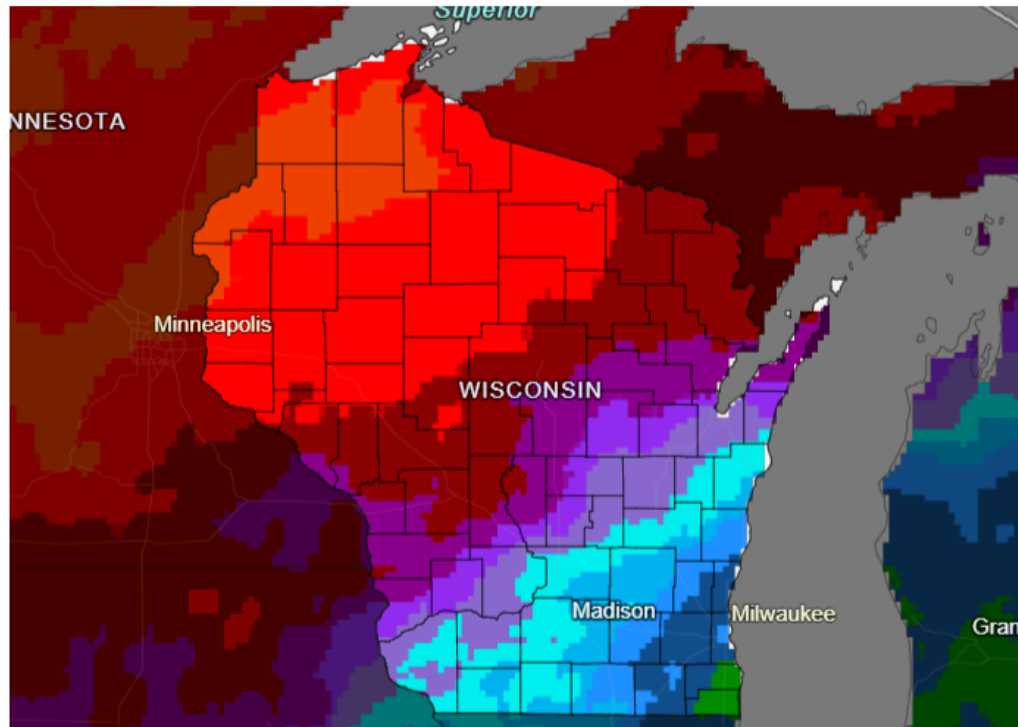 Superior
NNESOTA
Minneapolis
WISCONSIN
Madison
Milwaukee
Gran